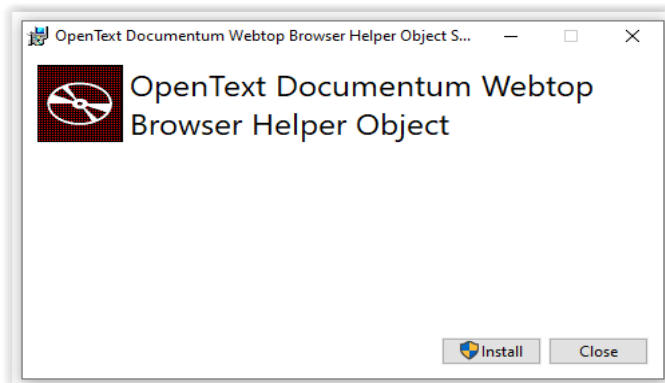 OpenText Documentum Webtop Browser Helper Object S...
OpenText Documentum Webtop
Browser Helper Object
Install
Close